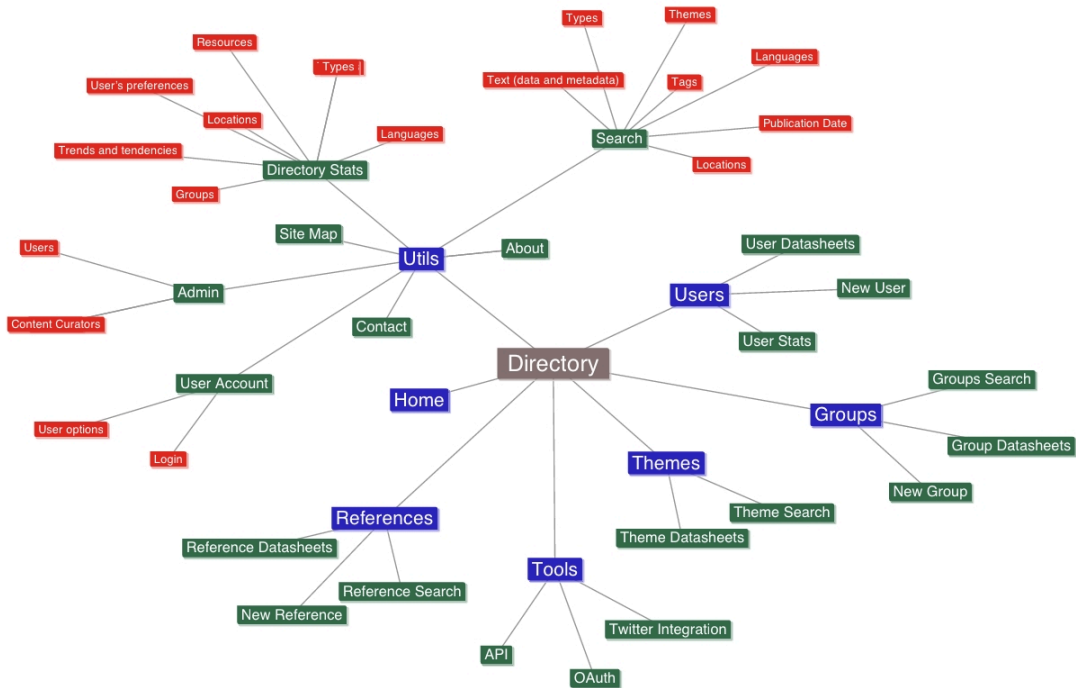 Types
Themes
Resources
Languages
Types
Text (data and metadata)
Tags
User's preferences
Locations
Publication Date
Languages
Search
Trends and tendencies
Directory Stats
Locations
Groups
Site Map
Users
About
User Datasheets
Utils
Admin
New User
Users
Content Curators
Contact
User Stats
Directory
User Account
Groups Search
Home
Groups
User options
Group Datasheets
Login
Themes
New Group
References
Theme Search
Theme Datasheets
Reference Datasheets
Tools
Reference Search
New Reference
Twitter Integration
API
OAuth